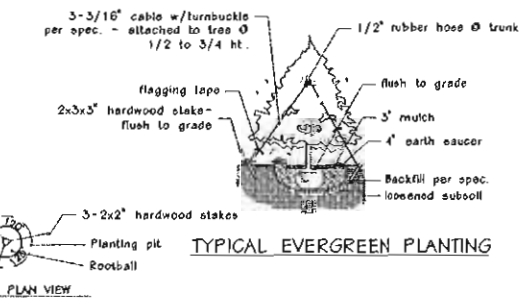 3-3/16" cable w/turnbuckle
per spec. - attached to tree @
1/2 to 3/4 ht.
1/2" rubber hose @ trunk
flagging tape
flush to grade
2x3x3" hardwood stake-
flush to grade
3" mulch
4" earth saucer
Backfill per spec.
loosened subsoil
120°
3-2x2" hardwood stakes
Planting pit
Rootball
TYPICAL EVERGREEN PLANTING
PLAN VIEW